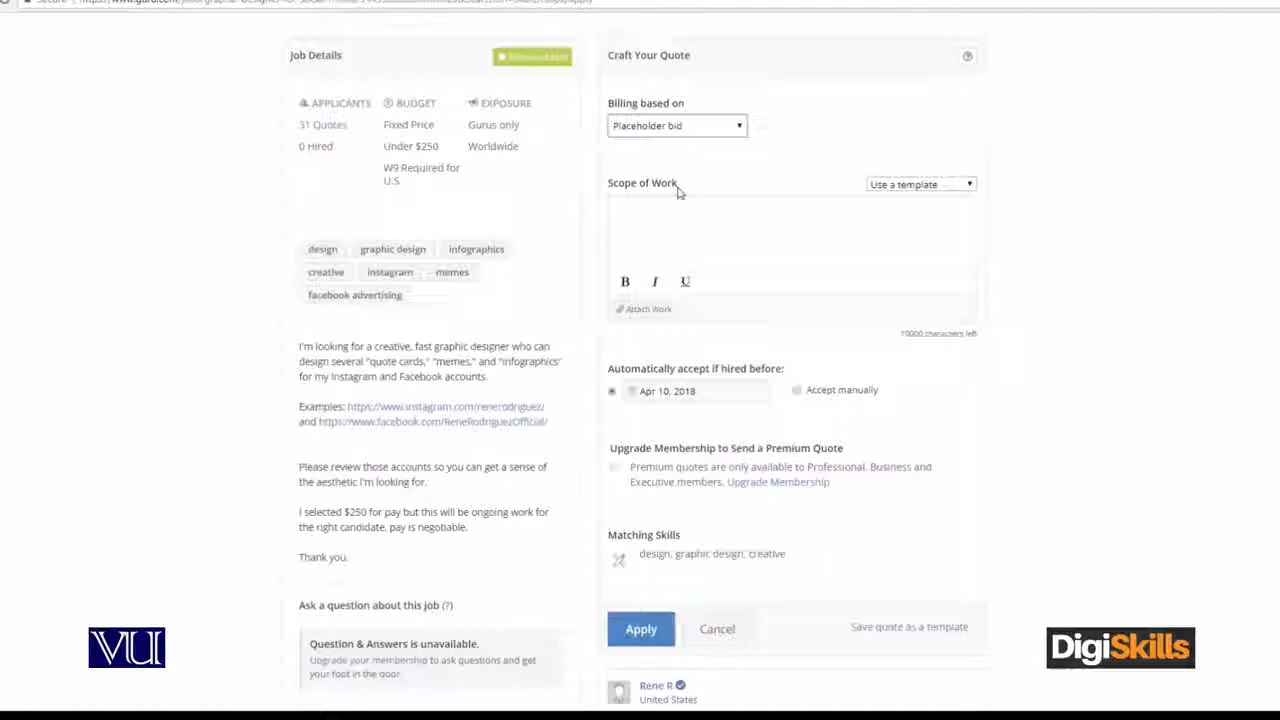 Job Details
APPLICANTS
BUDGET
EXPOSURE
31 Quotes
Fixed Price
Gurus only
0 Hired
Under $250
Worldwide
W9 Required for
U.S.
design
graphic design
infographics
creative
instagram
memes
facebook advertising
I'm looking for a creative, fast graphic designer who can
design several "quote cards," "memes," and "infographics"
for my Instagram and Facebook accounts.
Examples: https://www.instagram.com/renerodriguez/
and https://www.facebook.com/ReneRodriguezOfficial/
Please review those accounts so you can get a sense of
the aesthetic I'm looking for.
I selected $250 for pay but this will be ongoing work for
the right candidate, pay is negotiable.
Thank you.
Ask a question about this job (?)
Question & Answers is unavailable.
Upgrade your membership to ask questions and get
your foot in the door.
Craft Your Quote
Billing based on
Placeholder bid
Scope of Work
Use a template
B I U
Attach Work
10000 characters left
Automatically accept if hired before:
Apr 10, 2018
Accept manually
Upgrade Membership to Send a Premium Quote
Premium quotes are only available to Professional, Business and
Executive members. Upgrade Membership
Matching Skills
design, graphic design, creative
Apply
Cancel
Save quote as a template
Rene R
United States
VU
DigiSkills